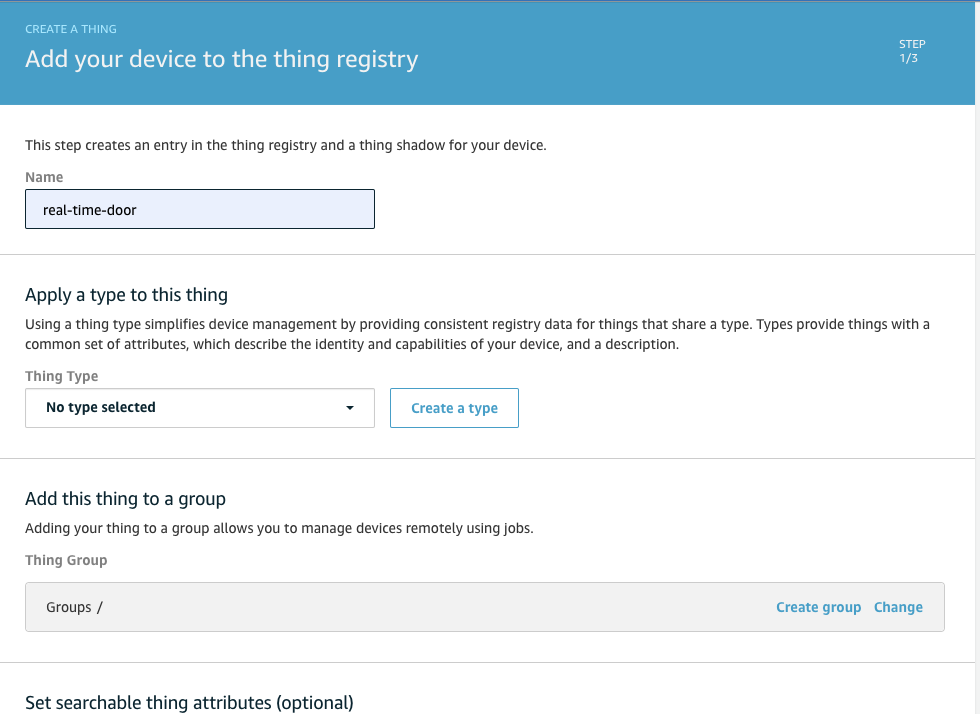 CREATE A THING
Add your device to the thing registry
STEP
1/3
This step creates an entry in the thing registry and a thing shadow for your device.
Name
real-time-door
Apply a type to this thing
Using a thing type simplifies device management by providing consistent registry data for things that share a type. Types provide things with a
common set of attributes, which describe the identity and capabilities of your device, and a description.
Thing Type
No type selected
Create a type
Add this thing to a group
Adding your thing to a group allows you to manage devices remotely using jobs.
Thing Group
Groups /
Create group Change
Set searchable thing attributes (optional)